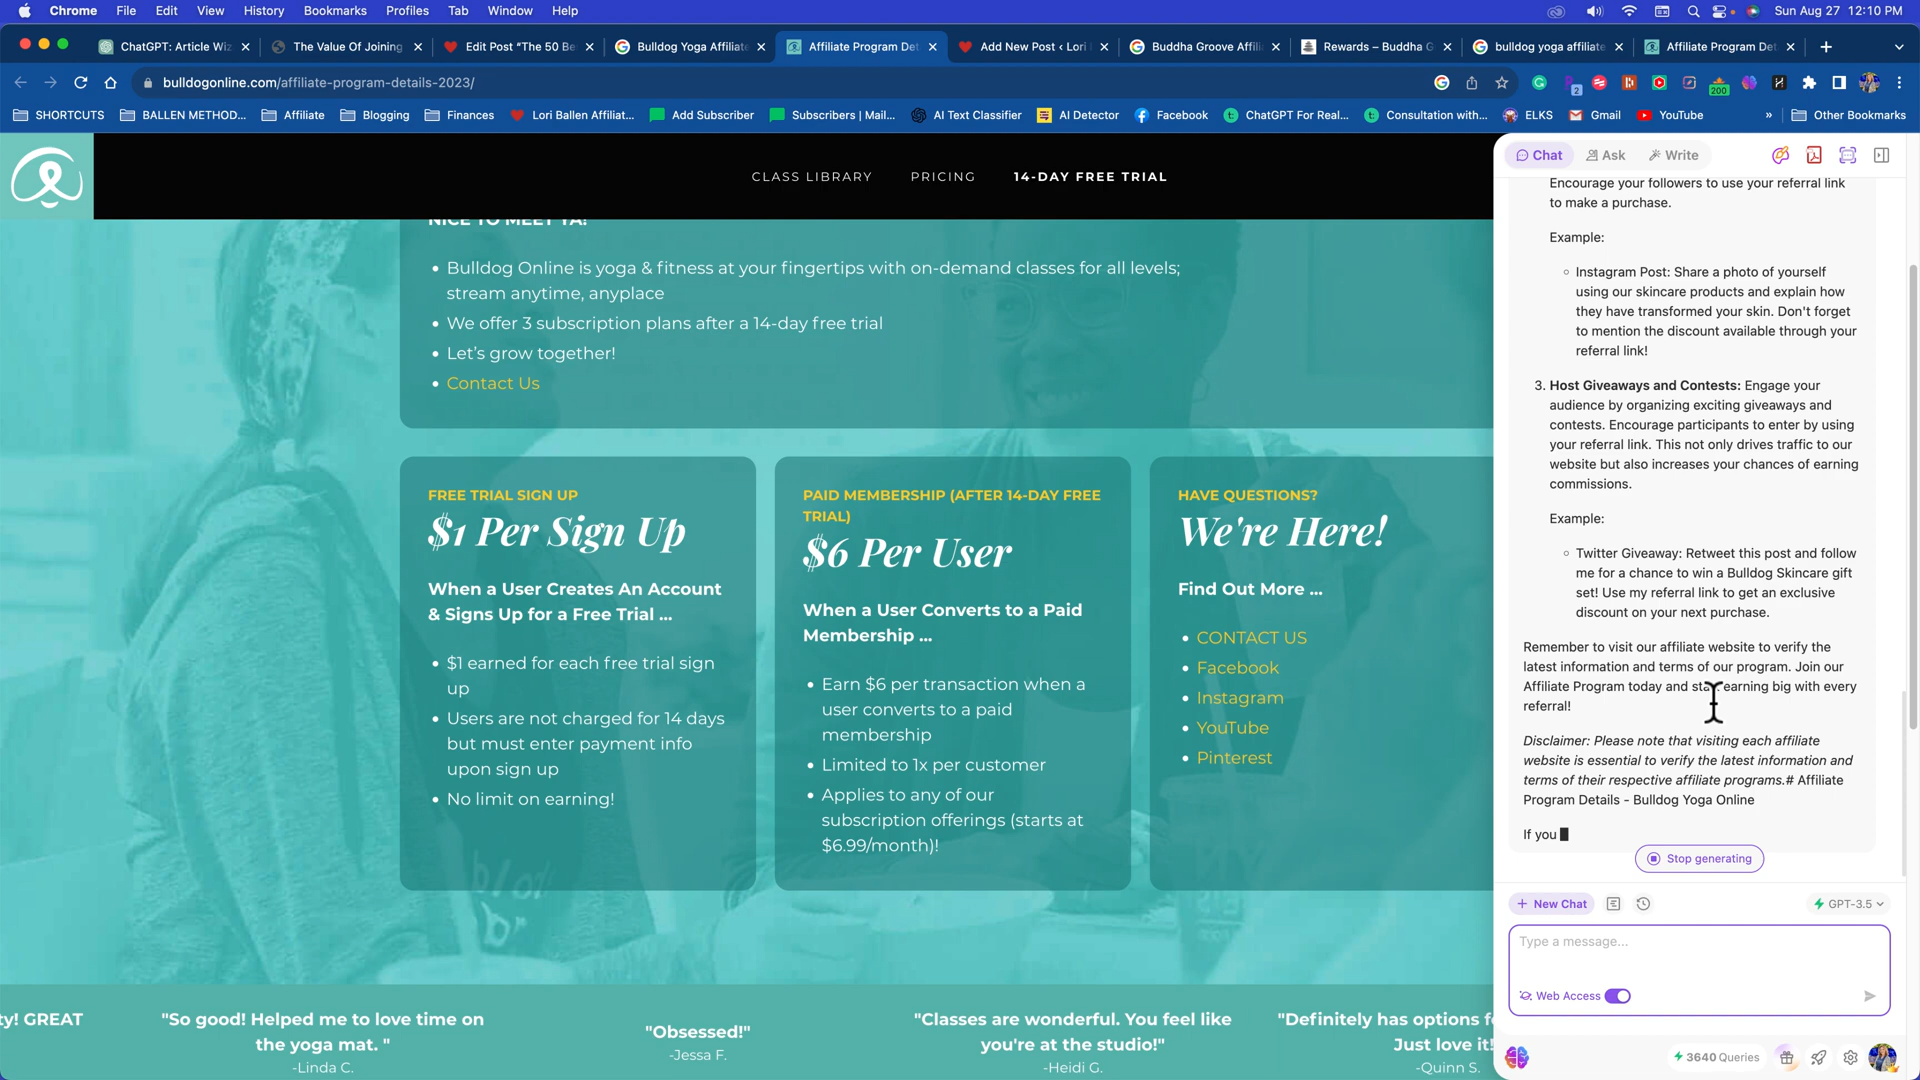 Chrome File Edit View History Bookmarks Profiles Tab Window Help
Sun Aug 27 12:10 PM
ChatGPT: Article Wiz
The Value Of Joining
Edit Post "The 50 Be
Bulldog Yoga Affiliate
Affiliate Program Det
Add New Post ‹ Lori
Buddha Groove Affili
Rewards – Buddha G
bulldog yoga affiliate
Affiliate Program Det
bulldogonline.com/affiliate-program-details-2023/
2
200
SHORTCUTS
BALLEN METHOD...
Affiliate
Blogging
Finances
Lori Ballen Affiliat...
Add Subscriber
Subscribers | Mail...
AI Text Classifier
AI Detector
Facebook
ChatGPT For Real...
Consultation with...
ELKS
Gmail
YouTube
»
Other Bookmarks
CLASS LIBRARY PRICING 14-DAY FREE TRIAL
NICE TO MEET YA!
• Bulldog Online is yoga & fitness at your fingertips with on-demand classes for all levels;
stream anytime, anyplace
• We offer 3 subscription plans after a 14-day free trial
• Let's grow together!
• Contact Us
FREE TRIAL SIGN UP
$1 Per Sign Up
When a User Creates An Account
& Signs Up for a Free Trial ...
• $1 earned for each free trial sign
up
• Users are not charged for 14 days
but must enter payment info
upon sign up
• No limit on earning!
PAID MEMBERSHIP (AFTER 14-DAY FREE
TRIAL)
$6 Per User
When a User Converts to a Paid
Membership ...
• Earn $6 per transaction when a
user converts to a paid
membership
• Limited to 1x per customer
• Applies to any of our
subscription offerings (starts at
$6.99/month)!
HAVE QUESTIONS?
We're Here!
Find Out More ...
• CONTACT US
• Facebook
• Instagram
• YouTube
• Pinterest
ty! GREAT
"So good! Helped me to love time on
the yoga mat. "
-Linda C.
"Obsessed!"
-Jessa F.
"Classes are wonderful. You feel like
you're at the studio!"
-Heidi G.
"Definitely has options f
Just love it!
-Quinn S.
Chat Ask Write
Encourage your followers to use your referral link
to make a purchase.
Example:
Instagram Post: Share a photo of yourself
using our skincare products and explain how
they have transformed your skin. Don't forget
to mention the discount available through your
referral link!
3. Host Giveaways and Contests: Engage your
audience by organizing exciting giveaways and
contests. Encourage participants to enter by using
your referral link. This not only drives traffic to our
website but also increases your chances of earning
commissions.
Example:
Twitter Giveaway: Retweet this post and follow
me for a chance to win a Bulldog Skincare gift
set! Use my referral link to get an exclusive
discount on your next purchase.
Remember to visit our affiliate website to verify the
latest information and terms of our program. Join our
Affiliate Program today and start earning big with every
referral!
Disclaimer: Please note that visiting each affiliate
website is essential to verify the latest information and
terms of their respective affiliate programs.# Affiliate
Program Details - Bulldog Yoga Online
If you
Stop generating
+ New Chat
GPT-3.5
Type a message...
Web Access
3640 Queries